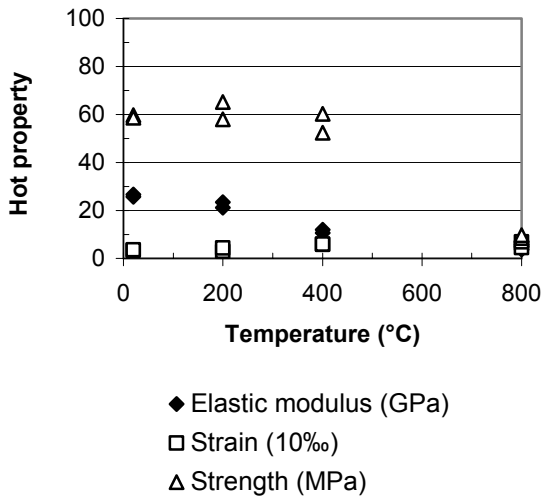 Hot property
100
80
60
40
20
0
0 200 400 600 800
Temperature (°C)
Elastic modulus (GPa)
Strain (10‰)
Strength (MPa)